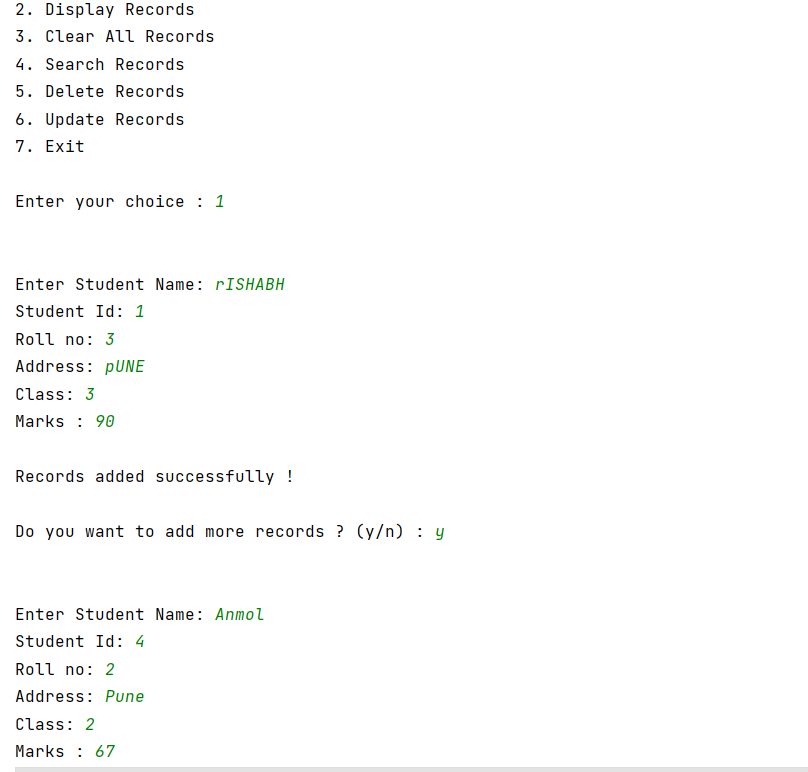 2. Display Records
3. Clear All Records
4. Search Records
5. Delete Records
6. Update Records
7. Exit
Enter your choice : 1
Enter Student Name: rISHABH
Student Id: 1
Roll no: 3
Address: pUNE
Class: 3
Marks : 90
Records added successfully !
Do you want to add more records ? (y/n) : y
Enter Student Name: Anmol
Student Id: 4
Roll no: 2
Address: Pune
Class: 2
Marks : 67